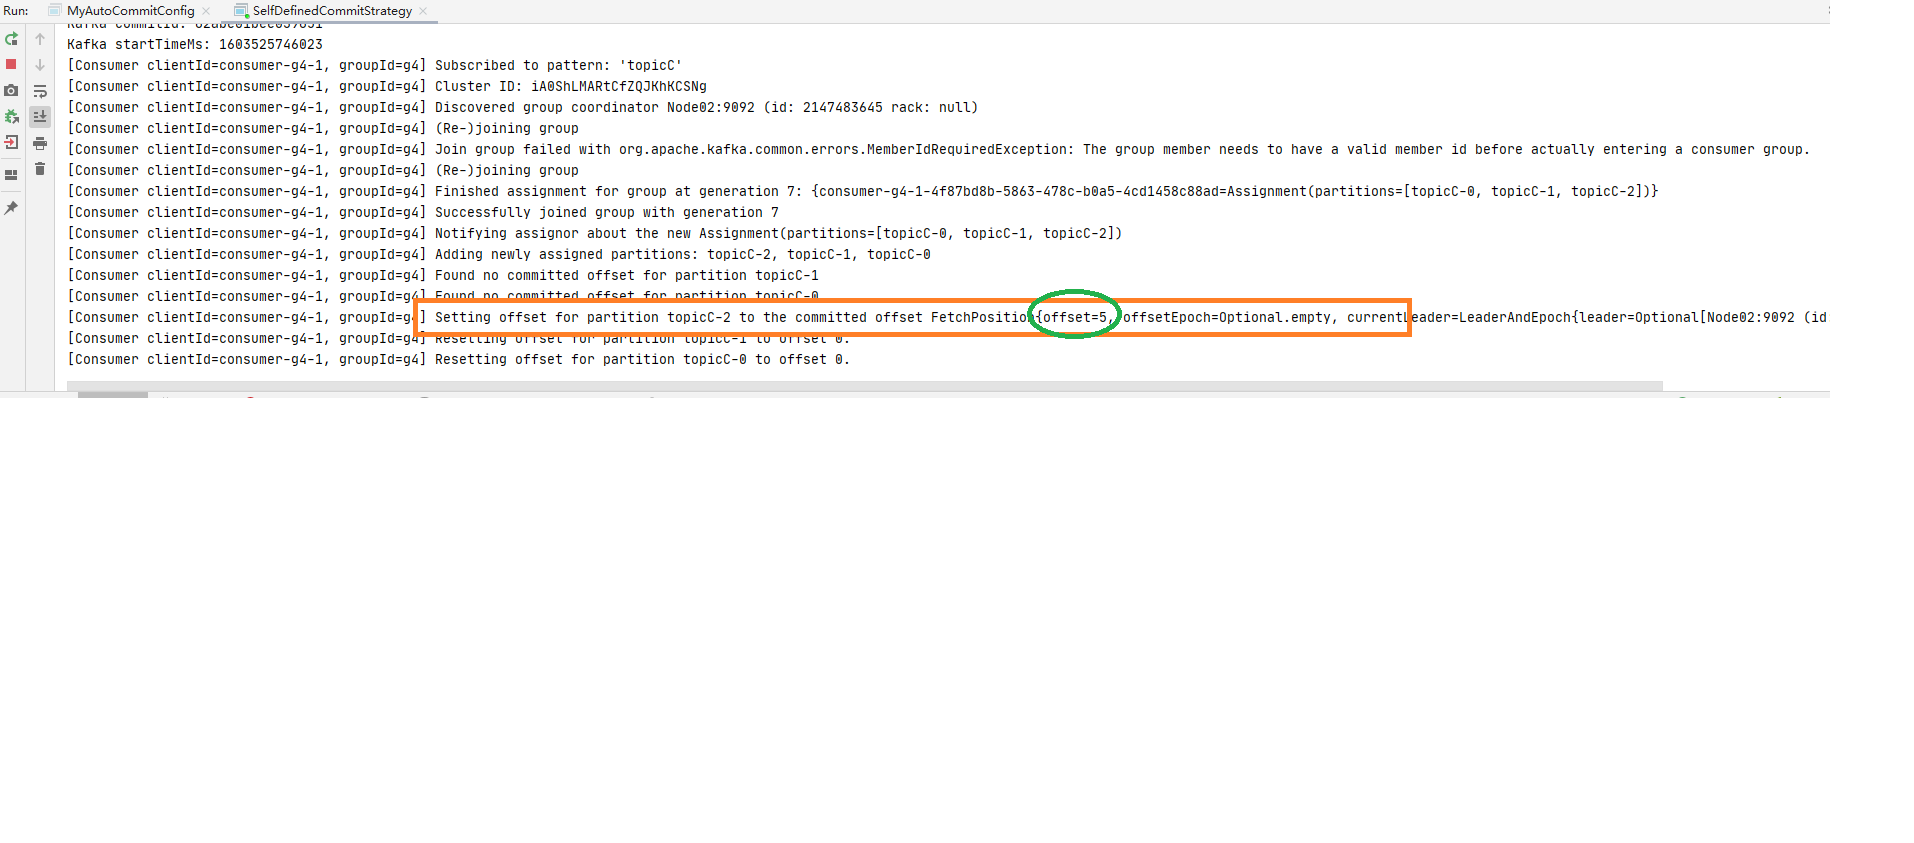 Run: MyAutoCommitConfig SelfDefinedCommitStrategy
Kafka commitId: 62abe01bee039651
Kafka startTimeMs: 1603525746023
[Consumer clientId=consumer-g4-1, groupId=g4] Subscribed to pattern: 'topicC'
[Consumer clientId=consumer-g4-1, groupId=g4] Cluster ID: iA0ShLMARtCfZQJKhKCSNg
[Consumer clientId=consumer-g4-1, groupId=g4] Discovered group coordinator Node02:9092 (id: 2147483645 rack: null)
[Consumer clientId=consumer-g4-1, groupId=g4] (Re-)joining group
[Consumer clientId=consumer-g4-1, groupId=g4] Join group failed with org.apache.kafka.common.errors.MemberIdRequiredException: The group member needs to have a valid member id before actually entering a consumer group.
[Consumer clientId=consumer-g4-1, groupId=g4] (Re-)joining group
[Consumer clientId=consumer-g4-1, groupId=g4] Finished assignment for group at generation 7: {consumer-g4-1-4f87bd8b-5863-478c-b0a5-4cd1458c88ad=Assignment(partitions=[topicC-0, topicC-1, topicC-2])}
[Consumer clientId=consumer-g4-1, groupId=g4] Successfully joined group with generation 7
[Consumer clientId=consumer-g4-1, groupId=g4] Notifying assignor about the new Assignment(partitions=[topicC-0, topicC-1, topicC-2])
[Consumer clientId=consumer-g4-1, groupId=g4] Adding newly assigned partitions: topicC-2, topicC-1, topicC-0
[Consumer clientId=consumer-g4-1, groupId=g4] Found no committed offset for partition topicC-1
[Consumer clientId=consumer-g4-1, groupId=g4] Found no committed offset for partition topicC-0
[Consumer clientId=consumer-g4-1, groupId=g4] Setting offset for partition topicC-2 to the committed offset FetchPosition{offset=5, offsetEpoch=Optional.empty, currentLeader=LeaderAndEpoch{leader=Optional[Node02:9092 (id
[Consumer clientId=consumer-g4-1, groupId=g4] Resetting offset for partition topicC-1 to offset 0.
[Consumer clientId=consumer-g4-1, groupId=g4] Resetting offset for partition topicC-0 to offset 0.